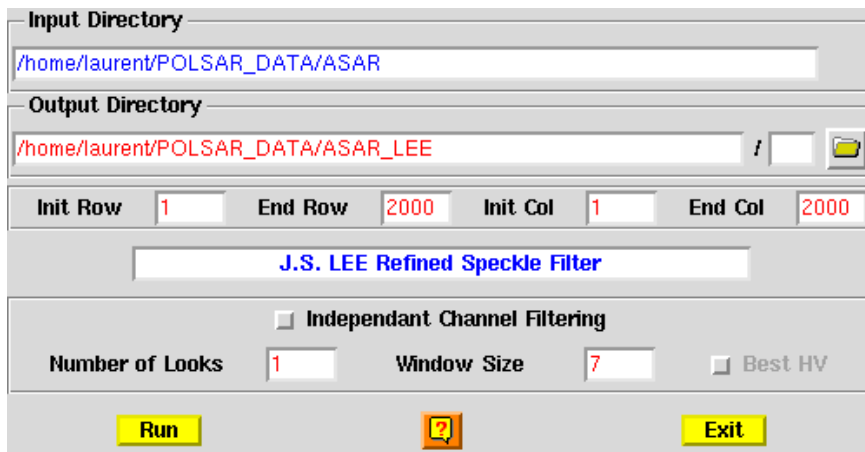 Input Directory
/home/laurent/POLSAR_DATA/ASAR
Output Directory
/home/laurent/POLSAR_DATA/ASAR_LEE /
Init Row 1 End Row 2000 Init Col 1 End Col 2000
J.S. LEE Refined Speckle Filter
Independant Channel Filtering
Number of Looks 1 Window Size 7 Best HV
Run ? Exit